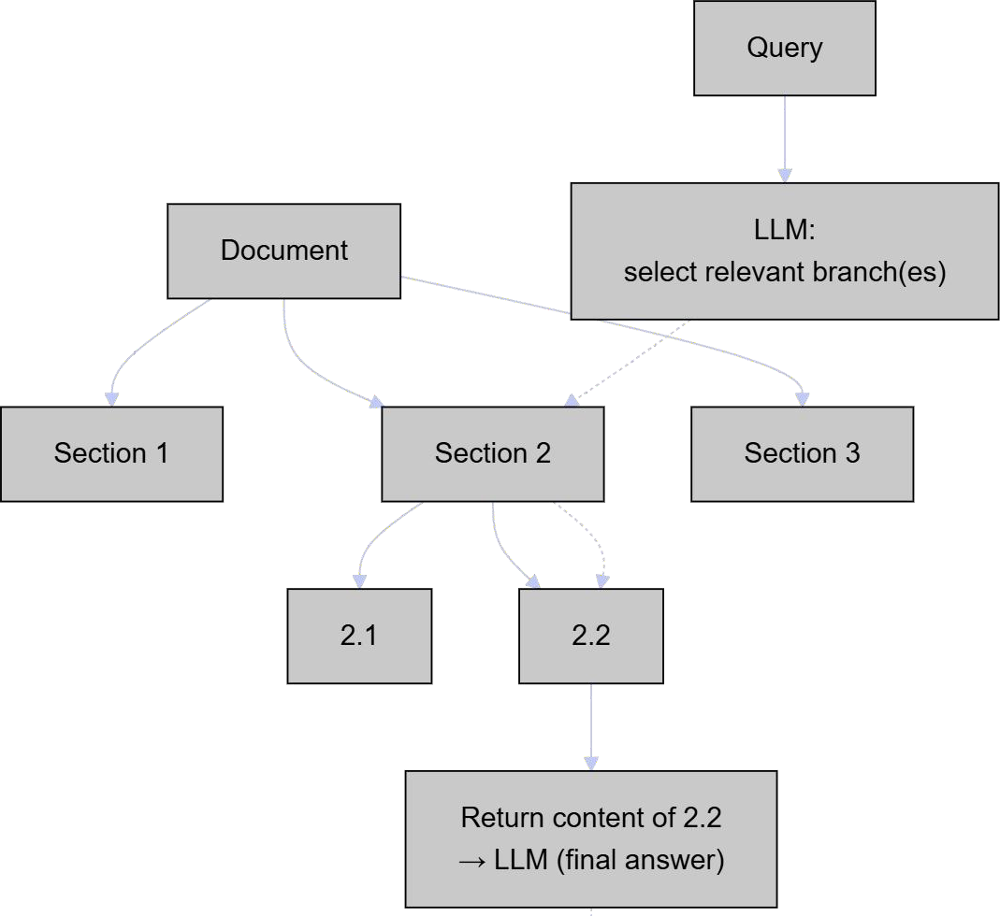 Query
LLM:
select relevant branch(es)
Document
Section 1
Section 2
Section 3
2.1
2.2
Return content of 2.2
→ LLM (final answer)